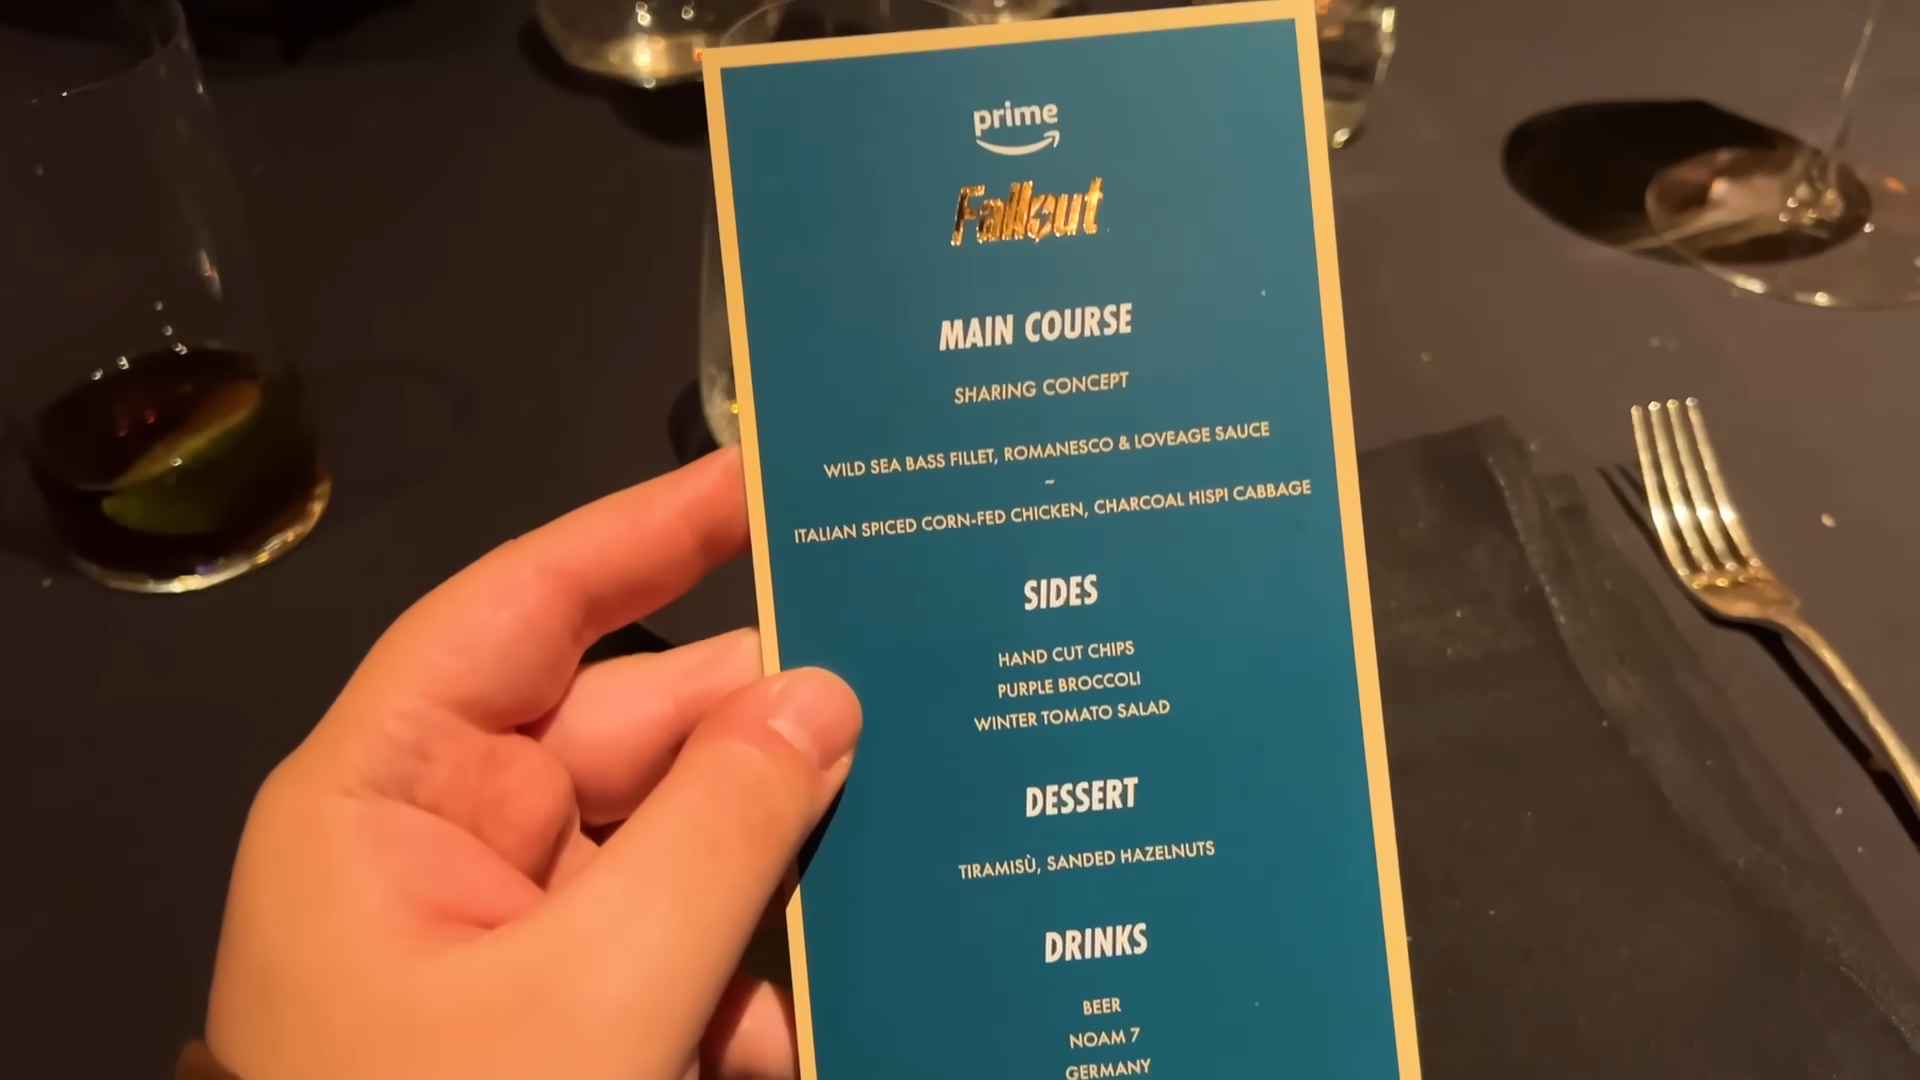 prime
Fallout
MAIN COURSE
SHARING CONCEPT
WILD SEA BASS FILLET, ROMANESCO & LOVEAGE SAUCE
~
ITALIAN SPICED CORN-FED CHICKEN, CHARCOAL HISPI CABBAGE
SIDES
HAND CUT CHIPS
PURPLE BROCCOLI
WINTER TOMATO SALAD
DESSERT
TIRAMISÙ, SANDED HAZELNUTS
DRINKS
BEER
NOAM 7
GERMANY